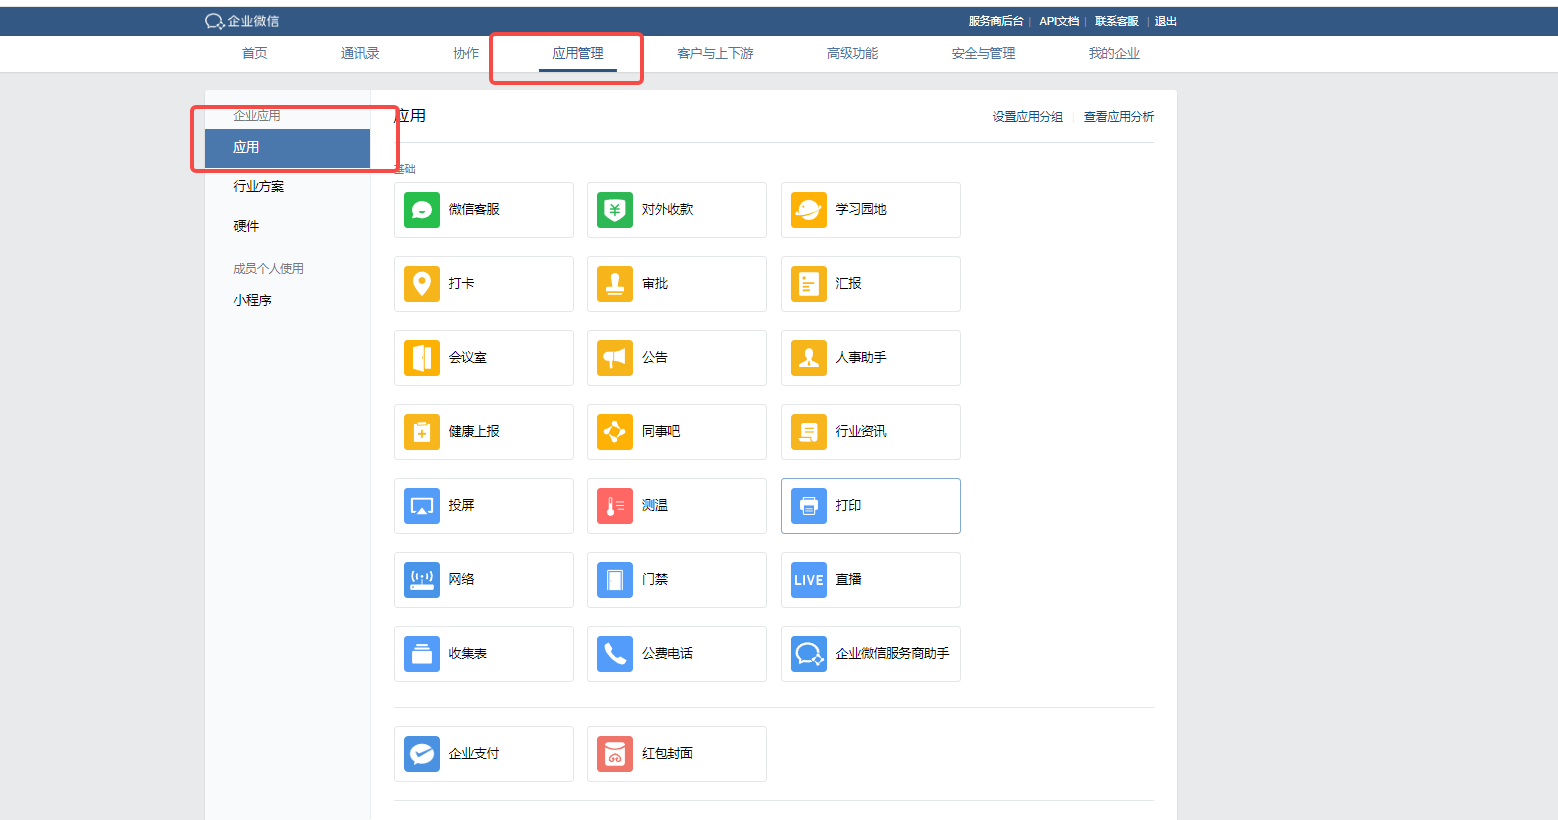 企业微信
服务商后台 | API文档 | 联系客服 | 退出
首页 通讯录 协作 应用管理 客户与上下游 高级功能 安全与管理 我的企业
企业应用
应用
行业方案
硬件
成员个人使用
小程序
应用
设置应用分组 | 查看应用分析
基础
微信客服 对外收款 学习园地
打卡 审批 汇报
会议室 公告 人事助手
健康上报 同事吧 行业资讯
投屏 测温 打印
网络 门禁 LIVE 直播
收集表 公费电话 企业微信服务商助手
企业支付 红包封面